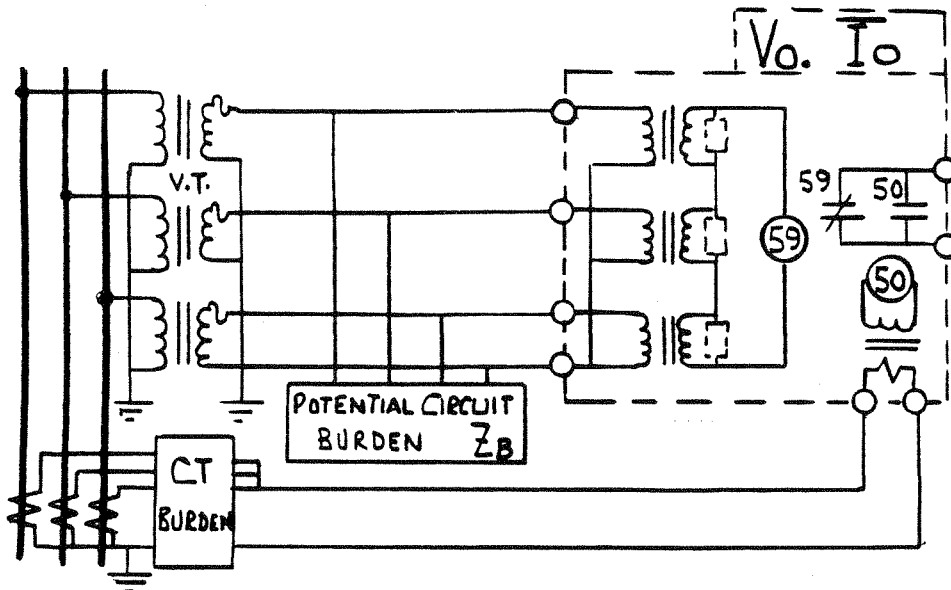 Vo. Io
V.T.
59
50
59
50
POTENTIAL CIRCUIT
BURDEN ZB
CT
BURDEN